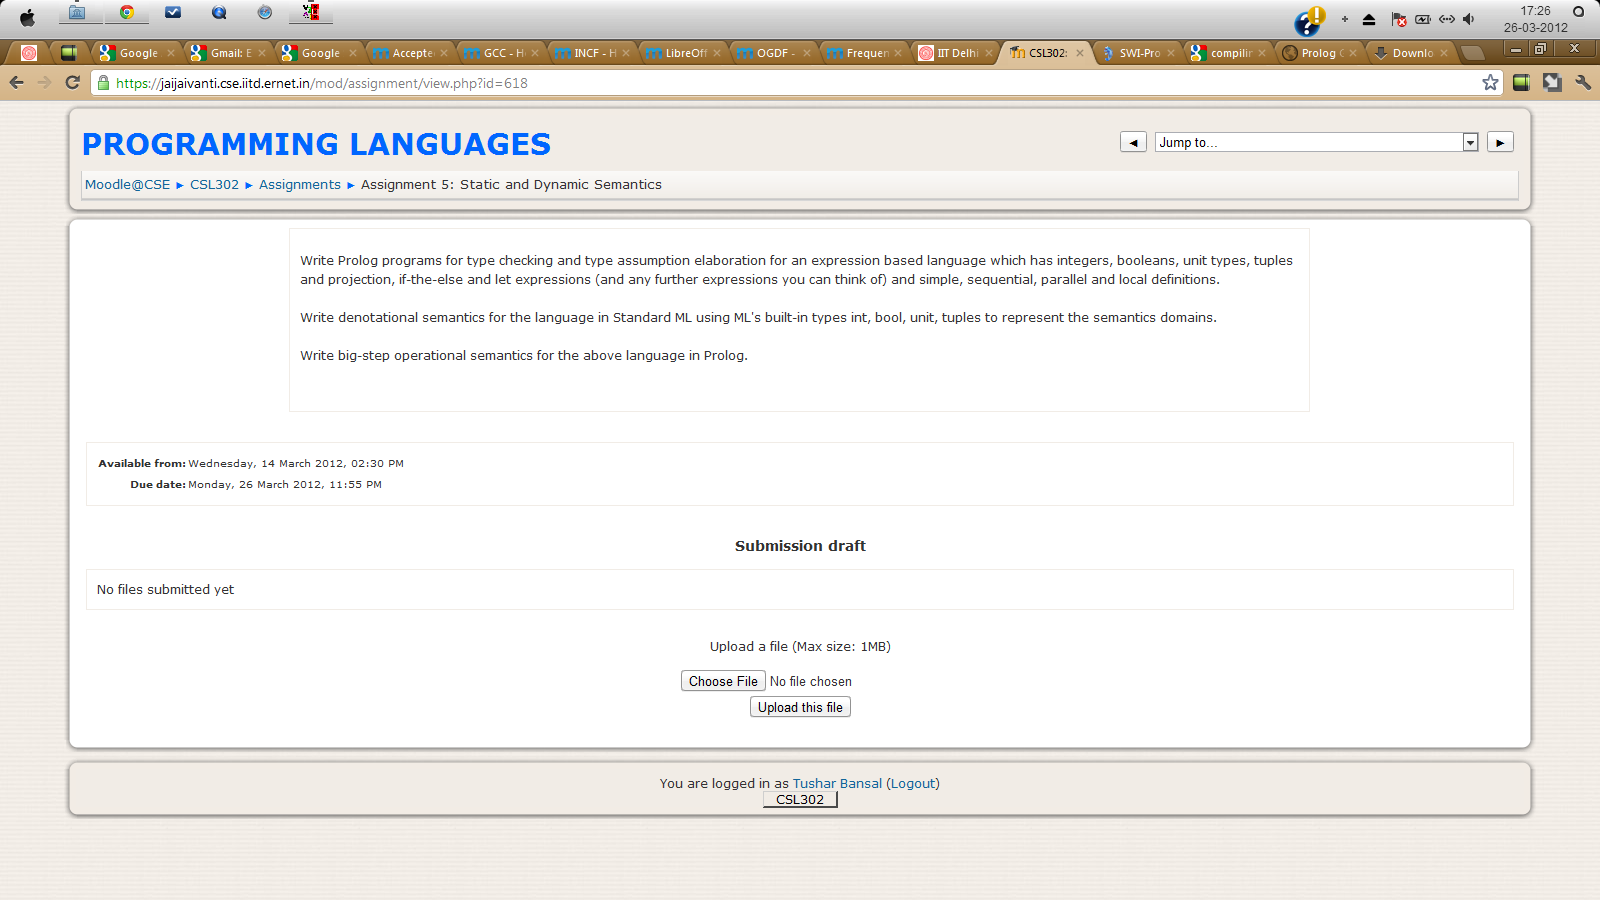 17:26
26-03-2012
Google
Gmail: E
Google
Accepte
GCC - H
INCF - H
LibreOff
OGDF -
Frequen
IIT Delhi
CSL302:
SWI-Pro
compilin
Prolog
Downlo
https://jaijaivanti.cse.iitd.ernet.in/mod/assignment/view.php?id=618
PROGRAMMING LANGUAGES
◄ Jump to... ►
Moodle@CSE ► CSL302 ► Assignments ► Assignment 5: Static and Dynamic Semantics
Write Prolog programs for type checking and type assumption elaboration for an expression based language which has integers, booleans, unit types, tuples
and projection, if-the-else and let expressions (and any further expressions you can think of) and simple, sequential, parallel and local definitions.
Write denotational semantics for the language in Standard ML using ML's built-in types int, bool, unit, tuples to represent the semantics domains.
Write big-step operational semantics for the above language in Prolog.
Available from: Wednesday, 14 March 2012, 02:30 PM
Due date: Monday, 26 March 2012, 11:55 PM
Submission draft
No files submitted yet
Upload a file (Max size: 1MB)
Choose File No file chosen
Upload this file
You are logged in as Tushar Bansal (Logout)
CSL302